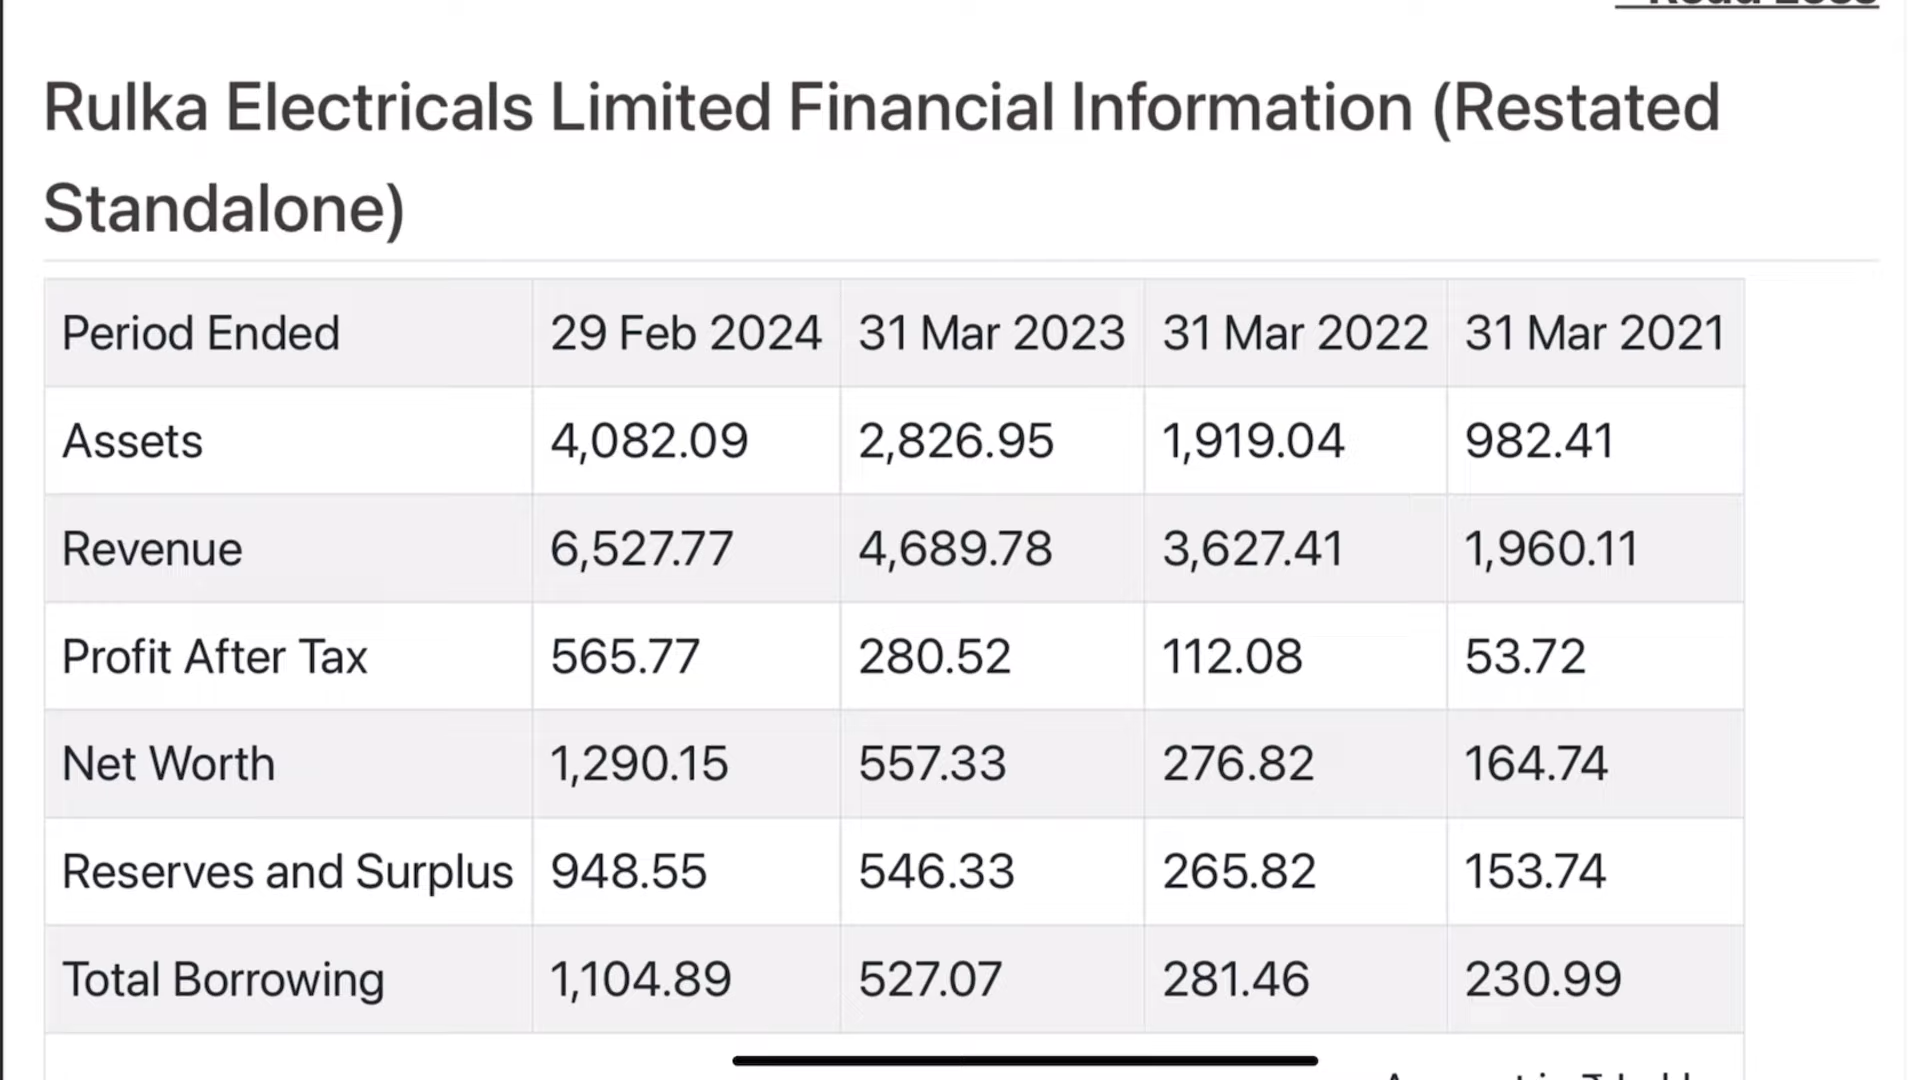 Rulka Electricals Limited Financial Information (Restated
Standalone)
Period Ended 29 Feb 2024 31 Mar 2023 31 Mar 2022 31 Mar 2021
Assets 4,082.09 2,826.95 1,919.04 982.41
Revenue 6,527.77 4,689.78 3,627.41 1,960.11
Profit After Tax 565.77 280.52 112.08 53.72
Net Worth 1,290.15 557.33 276.82 164.74
Reserves and Surplus 948.55 546.33 265.82 153.74
Total Borrowing 1,104.89 527.07 281.46 230.99